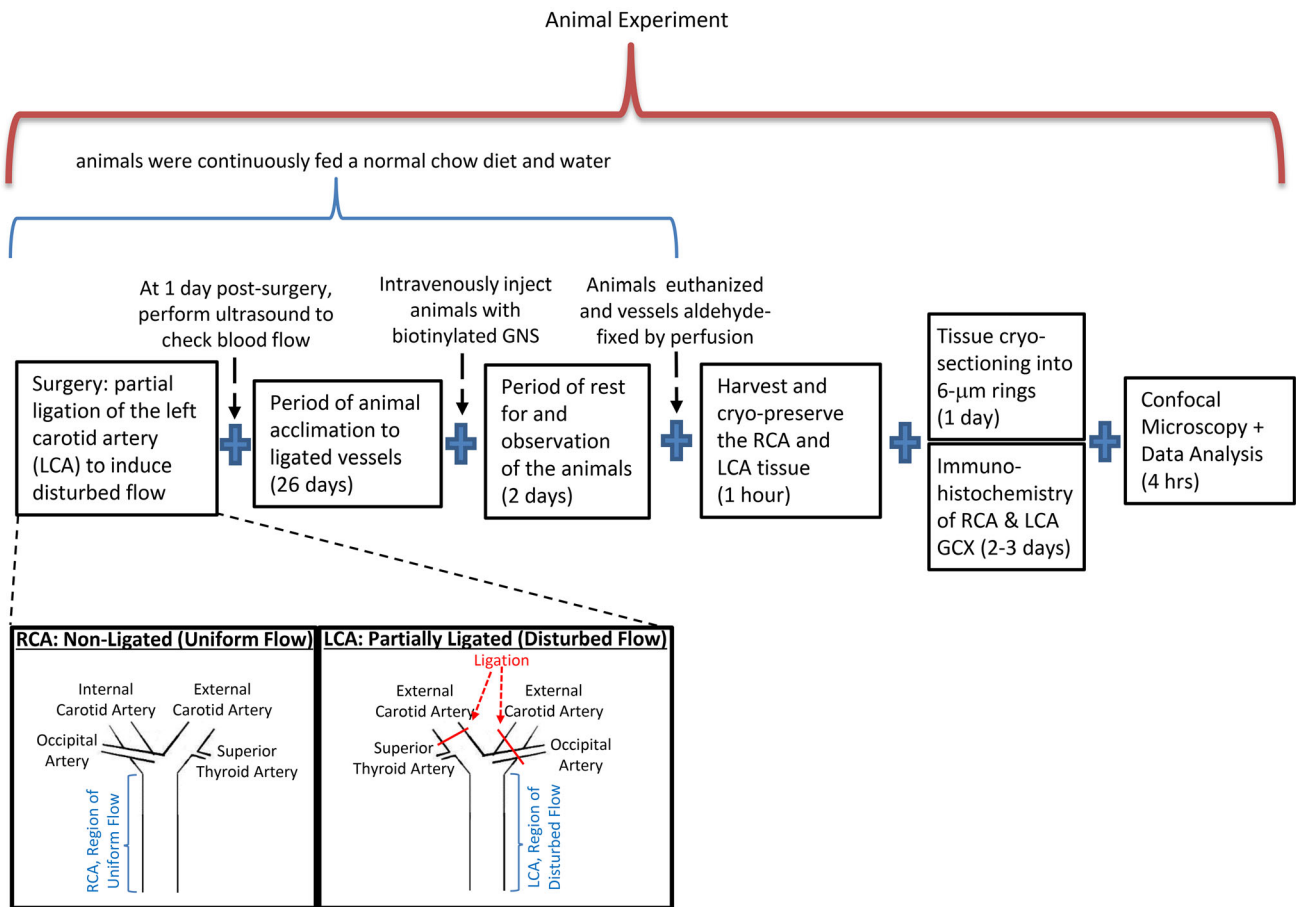 Animal Experiment
animals were continuously fed a normal chow diet and water
At 1 day post-surgery,
perform ultrasound to
check blood flow
Intravenously inject
animals with
biotinylated GNS
Animals euthanized
and vessels aldehyde-
fixed by perfusion
Surgery: partial
ligation of the left
carotid artery
(LCA) to induce
disturbed flow
Period of animal
acclimation to
ligated vessels
(26 days)
Period of rest
for and
observation
of the animals
(2 days)
Harvest and
cryo-preserve
the RCA and
LCA tissue
(1 hour)
Tissue cryo-
sectioning into
6-μm rings
(1 day)
Immuno-
histochemistry
of RCA & LCA
GCX (2-3 days)
Confocal
Microscopy +
Data Analysis
(4 hrs)
RCA: Non-Ligated (Uniform Flow)
Internal
Carotid Artery
External
Carotid Artery
Occipital
Artery
Superior
Thyroid Artery
RCA, Region of
Uniform Flow
LCA: Partially Ligated (Disturbed Flow)
Ligation
External
Carotid Artery
External
Carotid Artery
Superior
Thyroid Artery
Occipital
Artery
LCA, Region of
Disturbed Flow